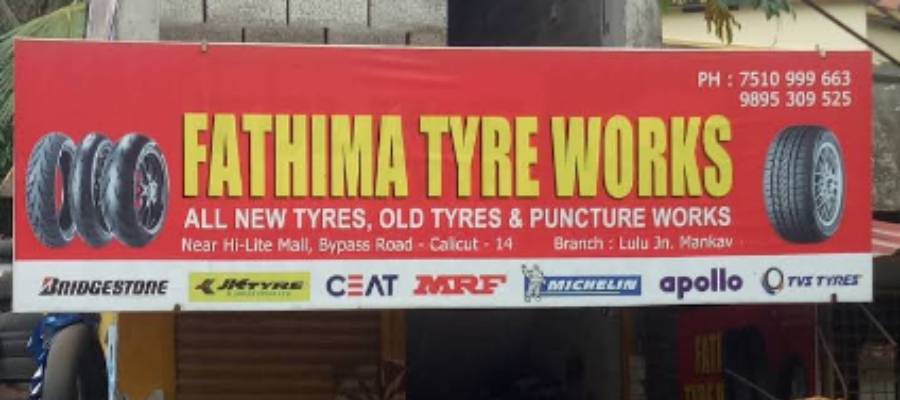 PH : 7510 999 663
9895 309 525
FATHIMA TYRE WORKS
ALL NEW TYRES, OLD TYRES & PUNCTURE WORKS
Near Hi-Lite Mall, Bypass Road - Calicut - 14 Branch : Lulu Jn. Mankav
BRIDGESTONE JK TYRE CEAT MRF MICHELIN apollo TVS TYRES